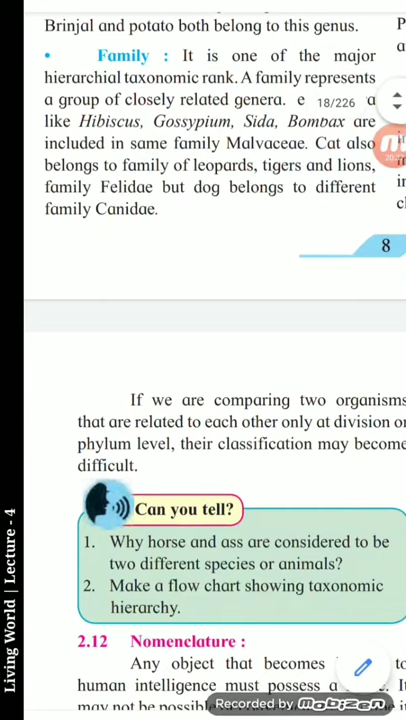 Brinjal and potato both belong to this genus.
• Family : It is one of the major
hierarchial taxonomic rank. A family represents
a group of closely related genera. e 18/226 a
like Hibiscus, Gossypium, Sida, Bombax are
included in same family Malvaceae. Cat also
belongs to family of leopards, tigers and lions,
family Felidae but dog belongs to different
family Canidae.
8
If we are comparing two organisms
that are related to each other only at division or
phylum level, their classification may become
difficult.
Can you tell?
1. Why horse and ass are considered to be
two different species or animals?
2. Make a flow chart showing taxonomic
hierarchy.
2.12 Nomenclature :
Any object that becomes to
human intelligence must possess a
may not be possibl
Living World | Lecture - 4
Recorded by mobizen